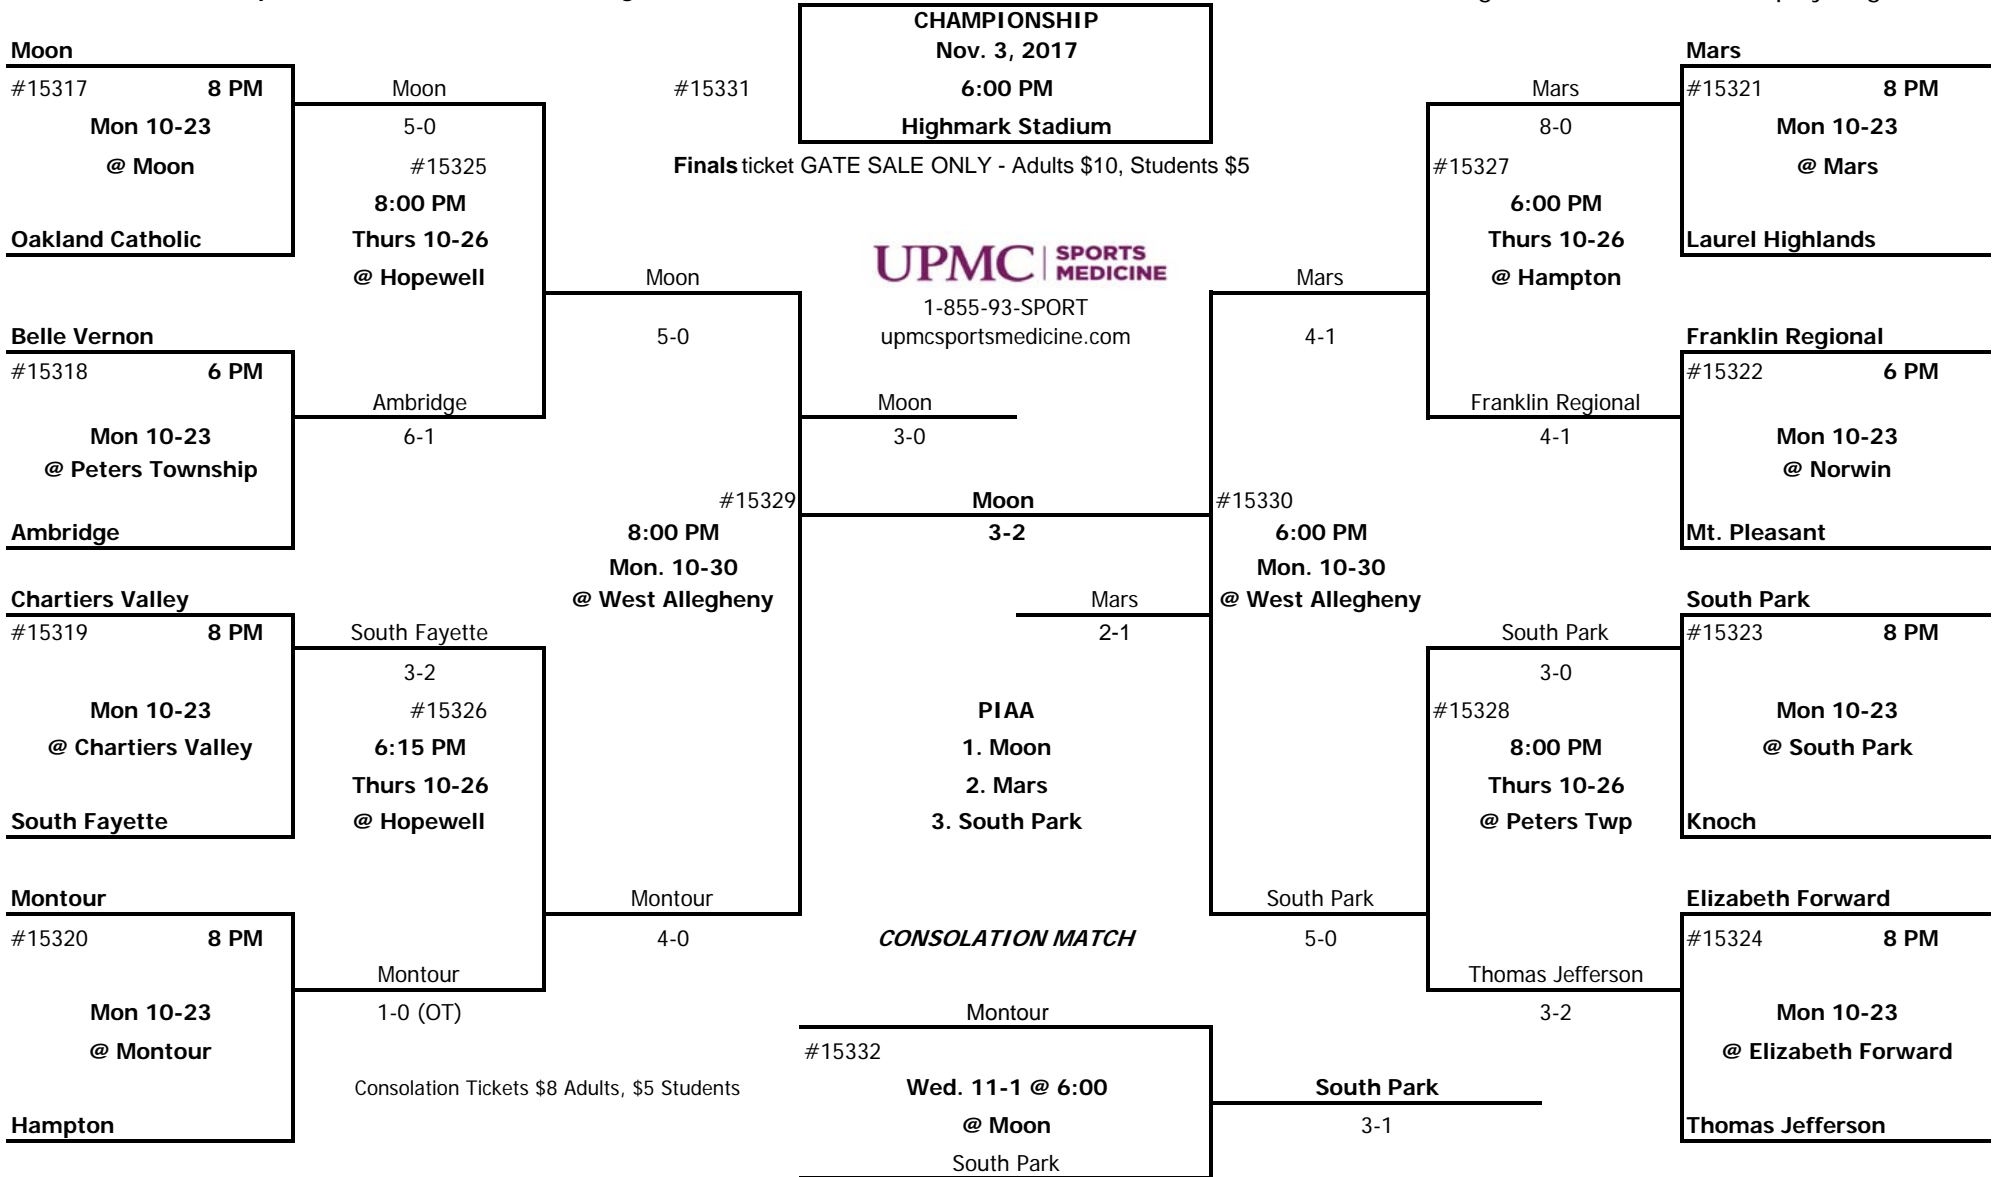 CHAMPIONSHIP
Nov. 3, 2017
#15331
6:00 PM
Highmark Stadium
Finals ticket GATE SALE ONLY - Adults $10, Students $5
Moon
#15317 8 PM
Mon 10-23
@ Moon
Oakland Catholic
Belle Vernon
#15318 6 PM
Mon 10-23
@ Peters Township
Ambridge
Chartiers Valley
#15319 8 PM
Mon 10-23
@ Chartiers Valley
South Fayette
Montour
#15320 8 PM
Mon 10-23
@ Montour
Hampton
Moon
5-0
#15325
8:00 PM
Thurs 10-26
@ Hopewell
Ambridge
6-1
South Fayette
3-2
#15326
6:15 PM
Thurs 10-26
@ Hopewell
Montour
1-0 (OT)
Consolation Tickets $8 Adults, $5 Students
Moon
5-0
#15329
8:00 PM
Mon. 10-30
@ West Allegheny
Montour
4-0
UPMC SPORTS
MEDICINE
1-855-93-SPORT
upmcsportsmedicine.com
Moon
3-0
Moon
3-2
Mars
2-1
PIAA
1. Moon
2. Mars
3. South Park
CONSOLATION MATCH
Montour
#15332
Wed. 11-1 @ 6:00
@ Moon
South Park
South Park
3-1
Mars
4-1
#15330
6:00 PM
Mon. 10-30
@ West Allegheny
South Park
5-0
Mars
8-0
#15327
6:00 PM
Thurs 10-26
@ Hampton
Franklin Regional
4-1
South Park
3-0
#15328
8:00 PM
Thurs 10-26
@ Peters Twp
Thomas Jefferson
3-2
Mars
#15321 8 PM
Mon 10-23
@ Mars
Laurel Highlands
Franklin Regional
#15322 6 PM
Mon 10-23
@ Norwin
Mt. Pleasant
South Park
#15323 8 PM
Mon 10-23
@ South Park
Knoch
Elizabeth Forward
#15324 8 PM
Mon 10-23
@ Elizabeth Forward
Thomas Jefferson